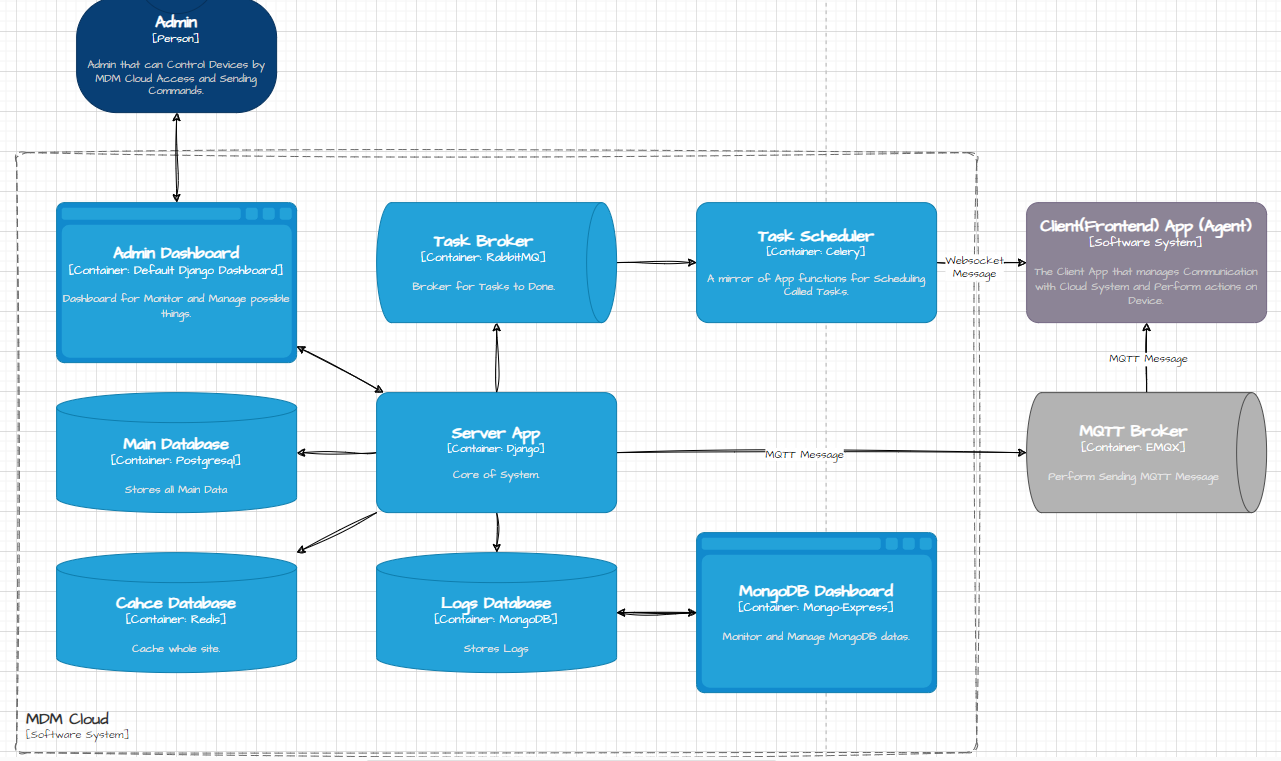 Admin
[Person]
Admin that can Control Devices by
MDM Cloud Access and Sending
Commands.
Admin Dashboard
[Container: Default Django Dashboard]
Dashboard for Monitor and Manage possible
things.
Task Broker
[Container: RabbitMQ]
Broker for Tasks to Done.
Task Scheduler
[Container: Celery]
A mirror of App functions for Scheduling
Called Tasks.
Websocket
Message
Client(Frontend) App (Agent)
[Software System]
The Client App that manages Communication
with Cloud System and Perform actions on
Device.
MQTT Message
Main Database
[Container: Postgresql]
Stores all Main Data
Server App
[Container: Django]
Core of System.
MQTT Message
MQTT Broker
[Container: EMQX]
Perform Sending MQTT Message
Cahce Database
[Container: Redis]
Cache whole site.
Logs Database
[Container: MongoDB]
Stores Logs
MongoDB Dashboard
[Container: Mongo-Express]
Monitor and Manage MongoDB datas.
MDM Cloud
[Software System]